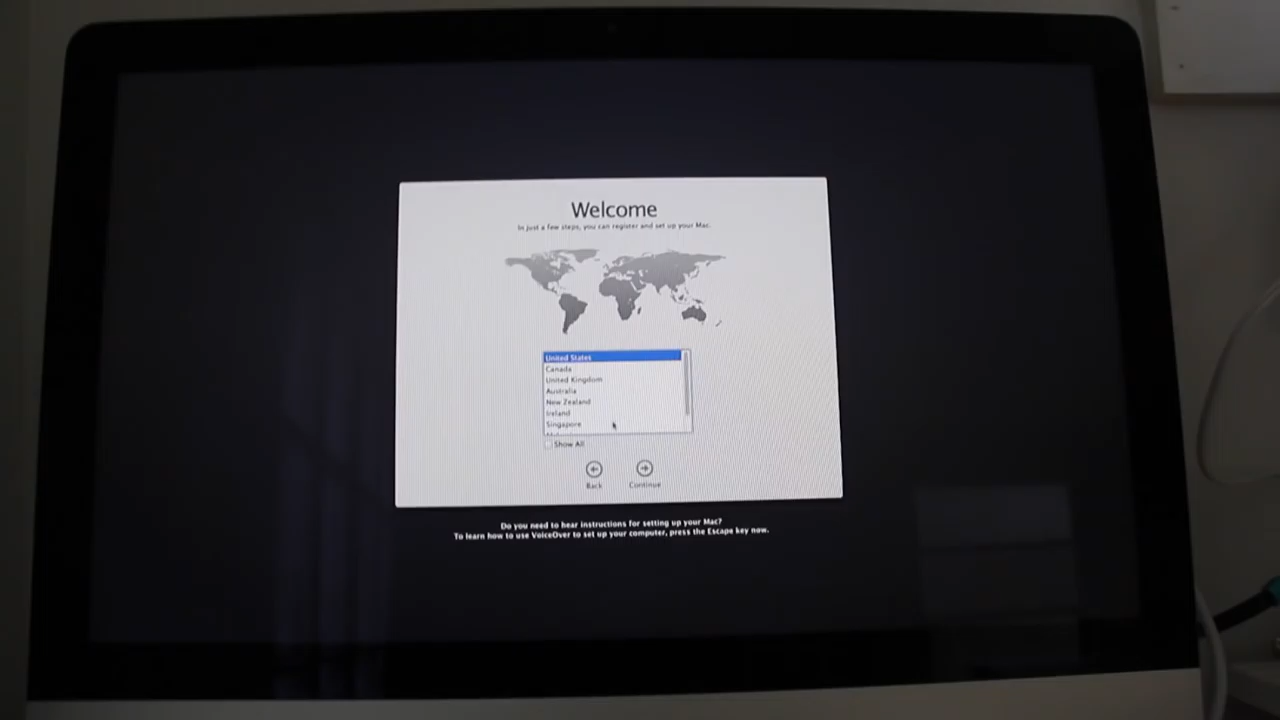 Welcome
In just a few steps, you can register and set up your Mac.
United States
Canada
United Kingdom
Australia
New Zealand
Ireland
Singapore
Show All
Back
Continue
Do you need to hear instructions for setting up your Mac?
To learn how to use VoiceOver to set up your computer, press the Escape key now.